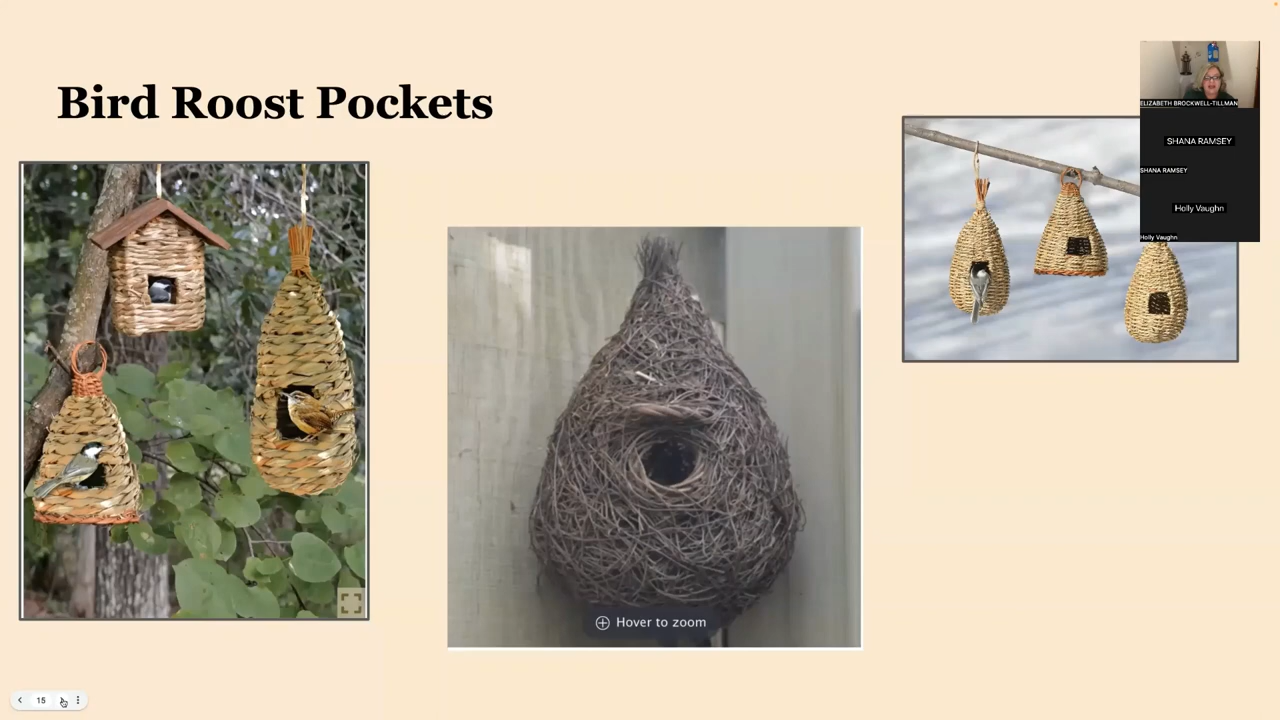 Bird Roost Pockets
ELIZABETH BROCKWELL-TILLMAN
SHANA RAMSEY
SHANA RAMSEY
Holly Vaughn
Holly Vaughn
Hover to zoom
15